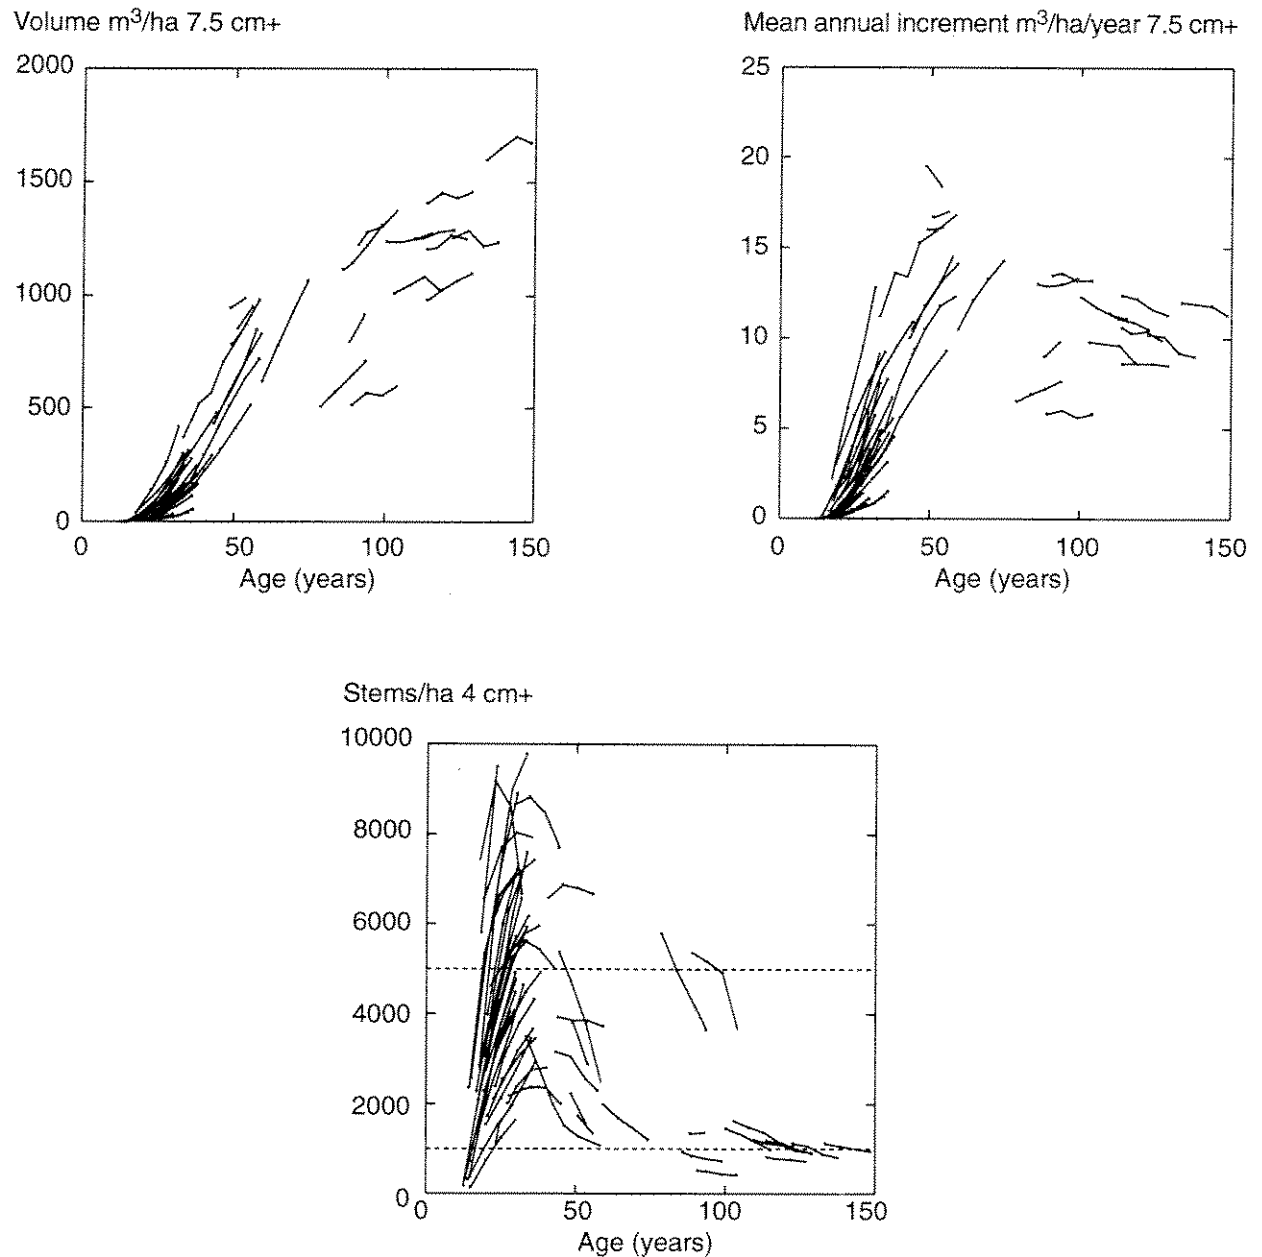 Volume m³/ha 7.5 cm+
2000
1500
1000
500
0
0 50 100 150
Age (years)
Mean annual increment m³/ha/year 7.5 cm+
25
20
15
10
5
0
0 50 100 150
Age (years)
Stems/ha 4 cm+
10000
8000
6000
4000
2000
0
0 50 100 150
Age (years)